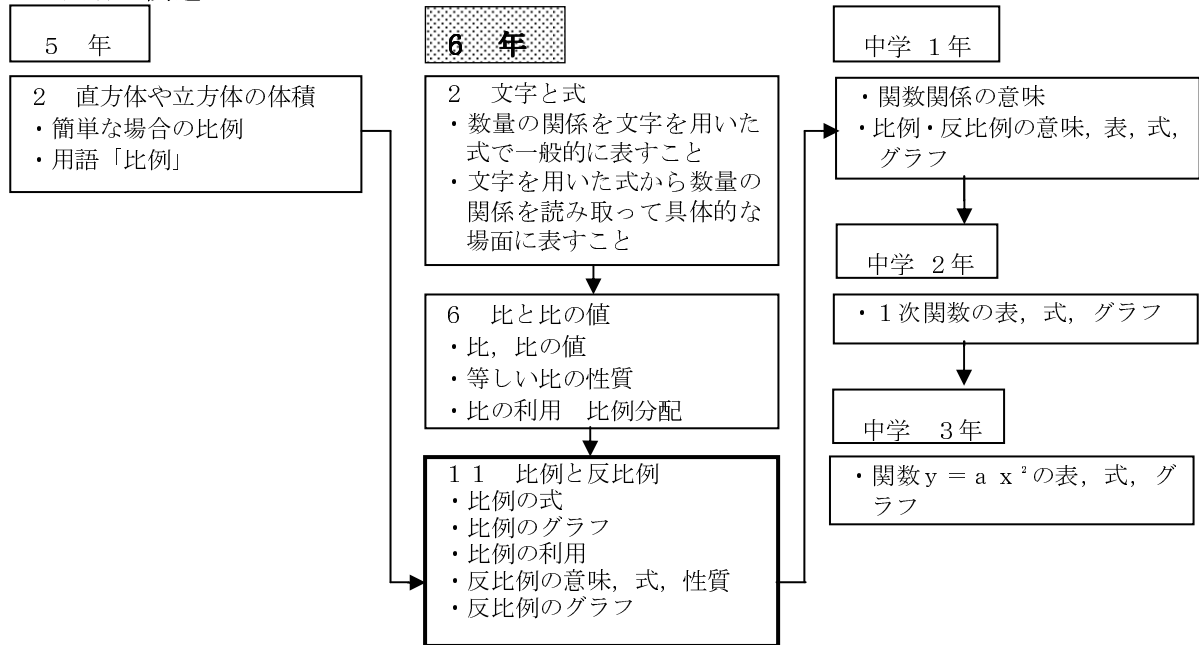 ５ 年
２ 直方体や立方体の体積
・簡単な場合の比例
・用語「比例」
６ 年
２ 文字と式
・数量の関係を文字を用いた
式で一般的に表すこと
・文字を用いた式から数量の
関係を読み取って具体的な
場面に表すこと
６ 比と比の値
・比，比の値
・等しい比の性質
・比の利用 比例分配
１１ 比例と反比例
・比例の式
・比例のグラフ
・比例の利用
・反比例の意味，式，性質
・反比例のグラフ
中学 １年
・関数関係の意味
・比例・反比例の意味，表，式，
グラフ
中学 ２年
・１次関数の表，式，グラフ
中学 ３年
・関数ｙ＝ａｘ²の表，式，グ
ラフ